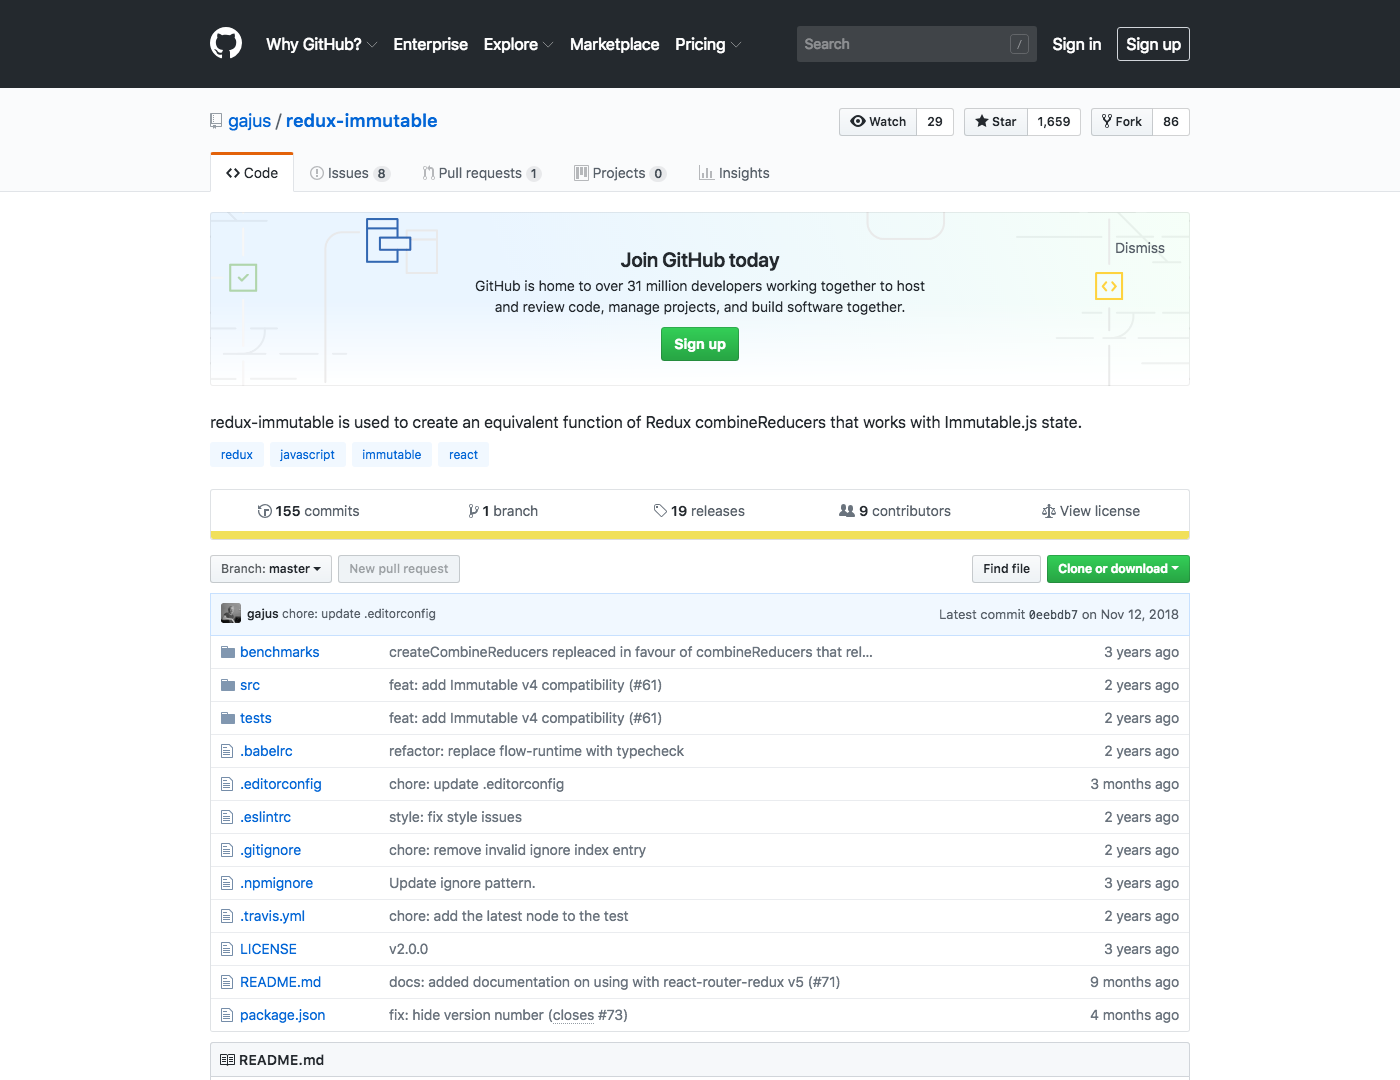 Why GitHub? Enterprise Explore Marketplace Pricing Search / Sign in Sign up
gajus / redux-immutable Watch 29 Star 1,659 Fork 86
Code Issues 8 Pull requests 1 Projects 0 Insights
Dismiss
Join GitHub today
GitHub is home to over 31 million developers working together to host
and review code, manage projects, and build software together.
Sign up
redux-immutable is used to create an equivalent function of Redux combineReducers that works with Immutable.js state.
redux javascript immutable react
155 commits 1 branch 19 releases 9 contributors View license
Branch: master New pull request Find file Clone or download
gajus chore: update .editorconfig Latest commit 0eebdb7 on Nov 12, 2018
benchmarks createCombineReducers repleaced in favour of combineReducers that rel… 3 years ago
src feat: add Immutable v4 compatibility (#61) 2 years ago
tests feat: add Immutable v4 compatibility (#61) 2 years ago
.babelrc refactor: replace flow-runtime with typecheck 2 years ago
.editorconfig chore: update .editorconfig 3 months ago
.eslintrc style: fix style issues 2 years ago
.gitignore chore: remove invalid ignore index entry 2 years ago
.npmignore Update ignore pattern. 3 years ago
.travis.yml chore: add the latest node to the test 2 years ago
LICENSE v2.0.0 3 years ago
README.md docs: added documentation on using with react-router-redux v5 (#71) 9 months ago
package.json fix: hide version number (closes #73) 4 months ago
README.md